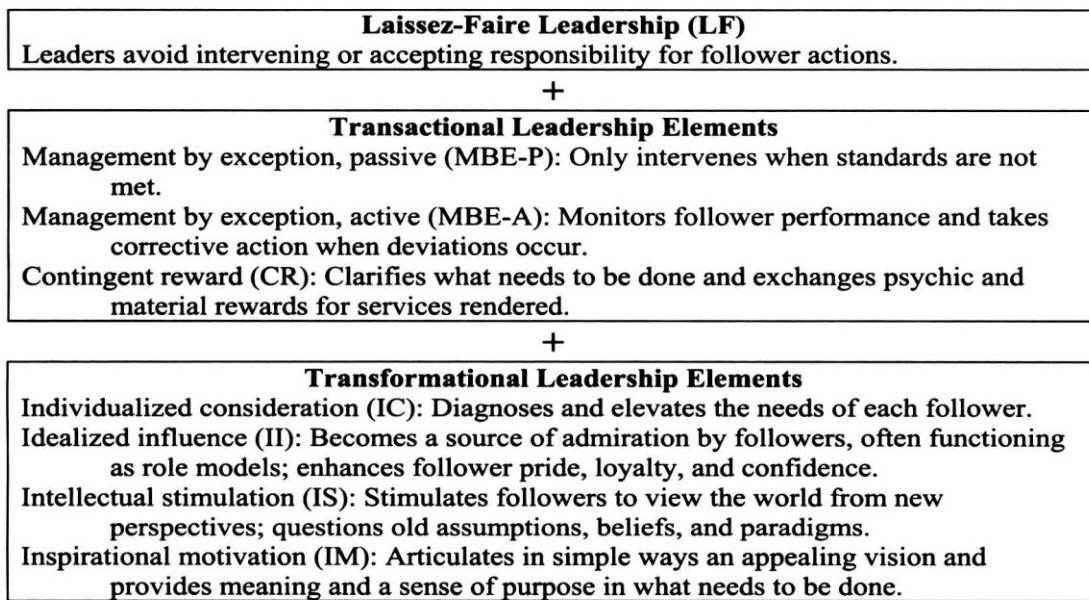 Laissez-Faire Leadership (LF)
Leaders avoid intervening or accepting responsibility for follower actions.
+
Transactional Leadership Elements
Management by exception, passive (MBE-P): Only intervenes when standards are not
met.
Management by exception, active (MBE-A): Monitors follower performance and takes
corrective action when deviations occur.
Contingent reward (CR): Clarifies what needs to be done and exchanges psychic and
material rewards for services rendered.
+
Transformational Leadership Elements
Individualized consideration (IC): Diagnoses and elevates the needs of each follower.
Idealized influence (II): Becomes a source of admiration by followers, often functioning
as role models; enhances follower pride, loyalty, and confidence.
Intellectual stimulation (IS): Stimulates followers to view the world from new
perspectives; questions old assumptions, beliefs, and paradigms.
Inspirational motivation (IM): Articulates in simple ways an appealing vision and
provides meaning and a sense of purpose in what needs to be done.